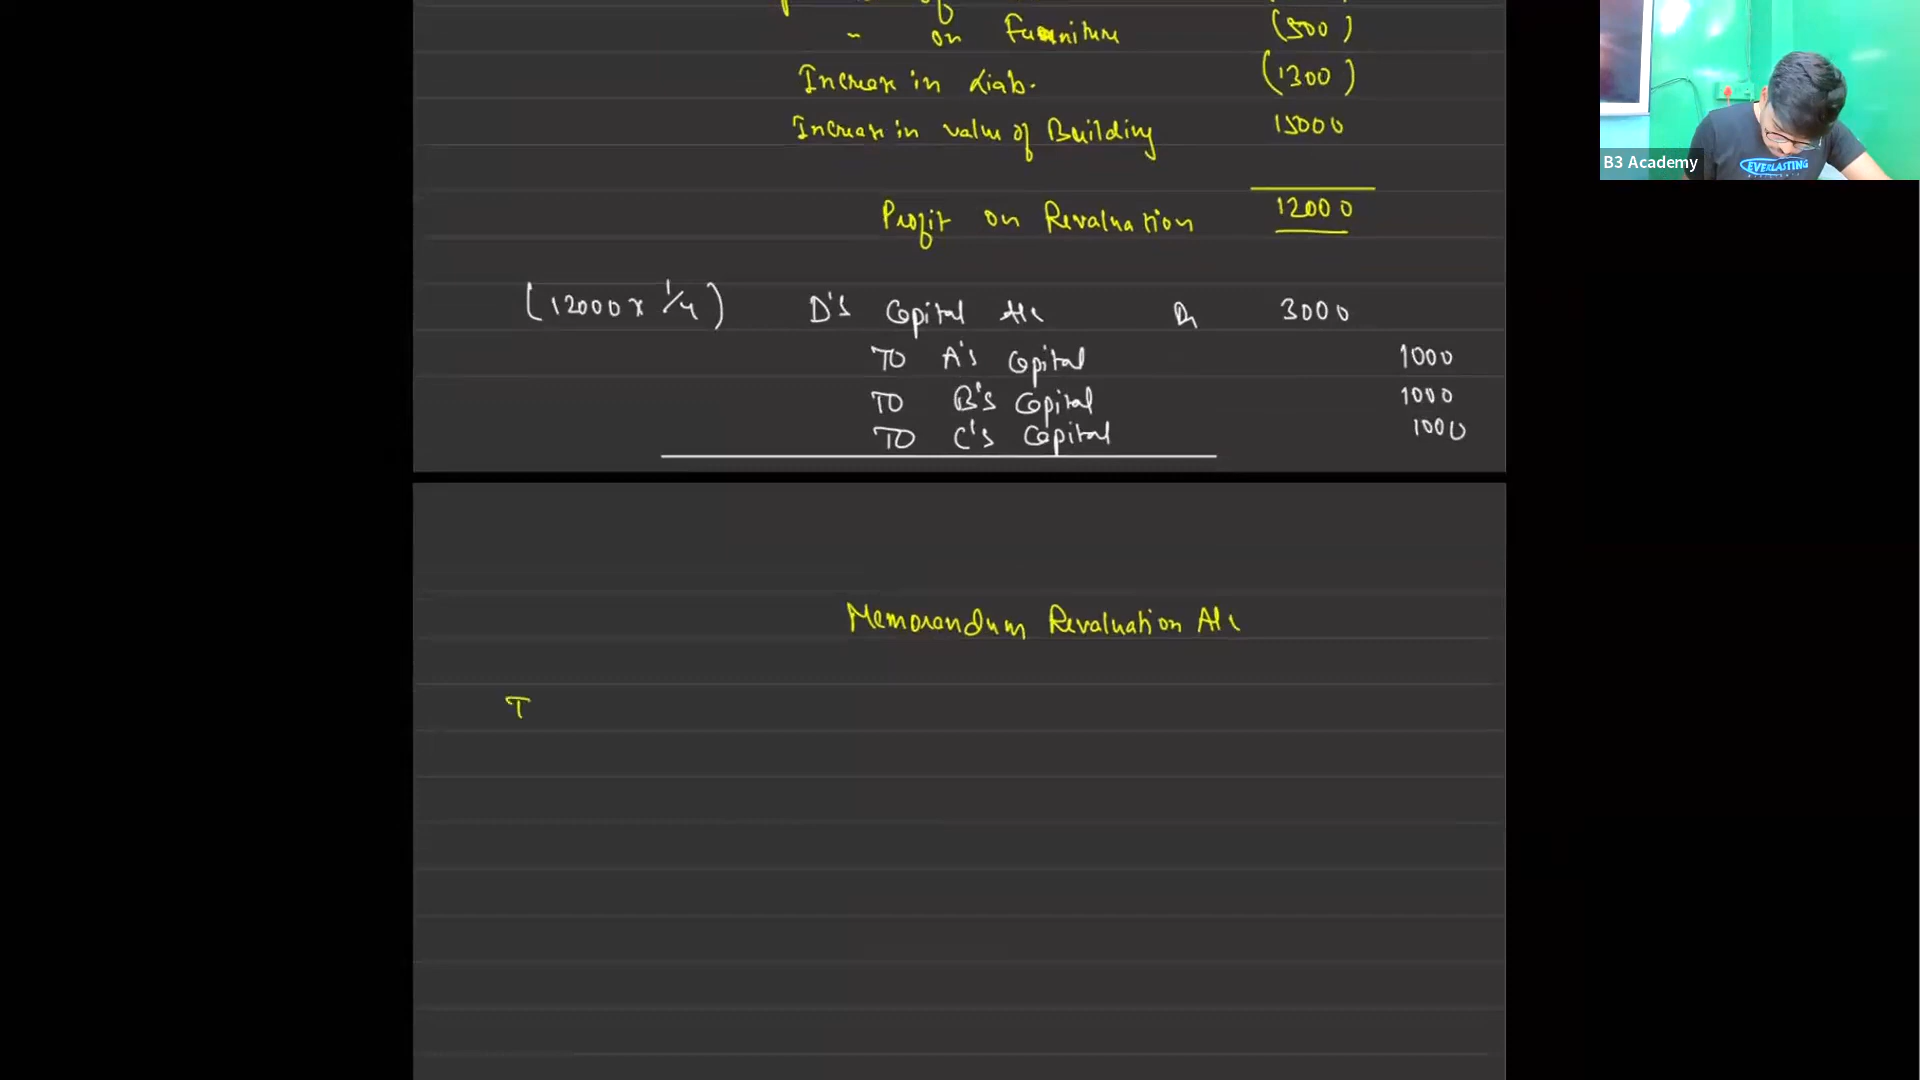 " on Furniture (500)
Increase in Liab. (1300)
Increase in value of Building 15000
Profit on Revaluation 12000
(12000 x 1/4) D's Capital A/c Dr 3000
TO A's Capital 1000
TO B's Capital 1000
TO C's Capital 1000
Memorandum Revaluation A/c
T
B3 Academy
EVERLASTING